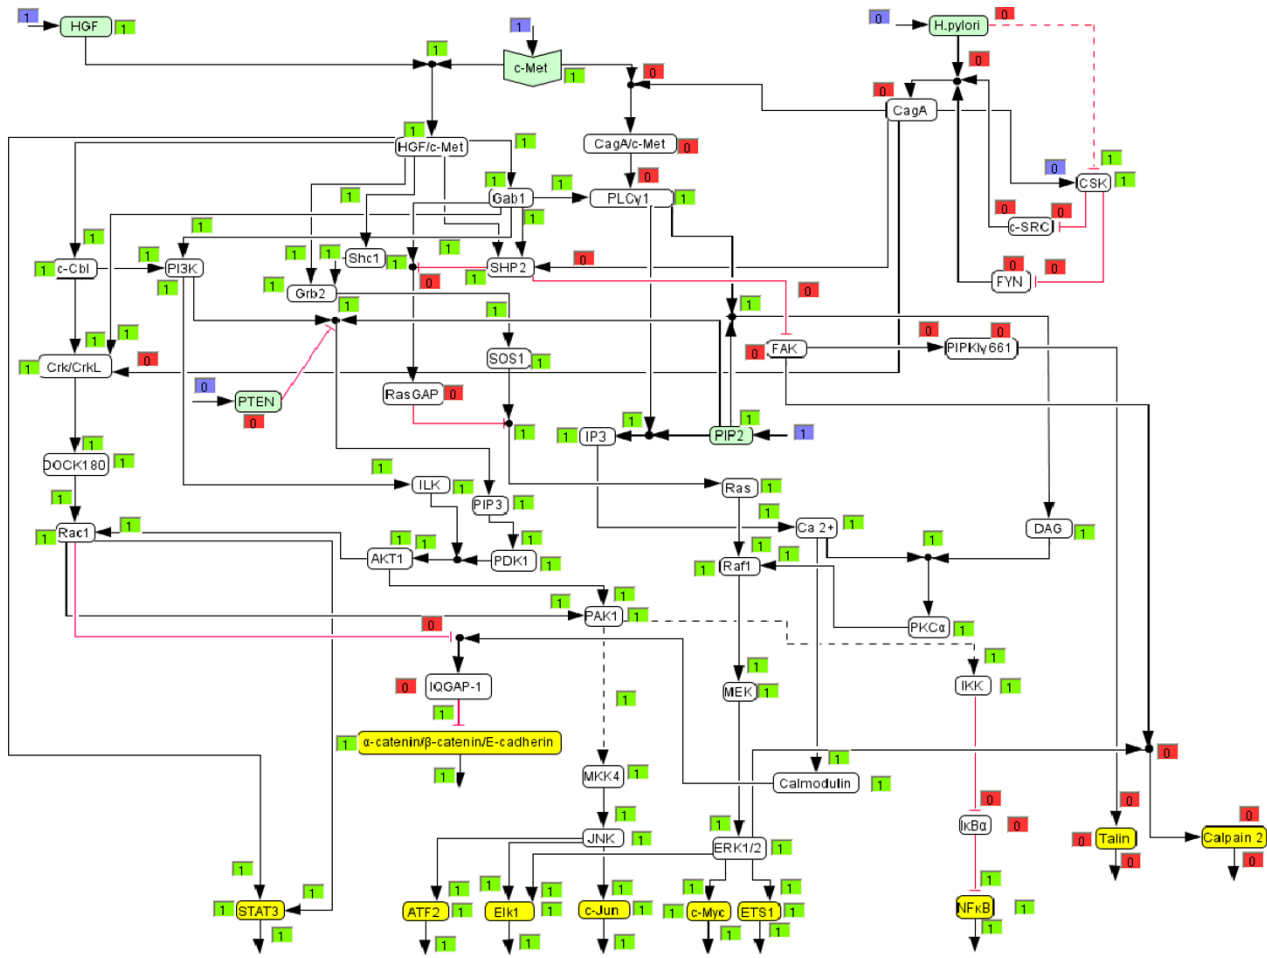 1 HGF 1
1
1 c-Met 1
0 H.pylori 0
0
0
0 CagA
1 HGF/c-Met 1
CagA/c-Met 0
1
0 CSK 1
1 Gab1 1
1
0
PLCγ1 1
1
1
0 0
c-SRC
1 c-Cbl 1
1 PI3K 1
1
1 Shc1 1
1 1
SHP2 1
0
0
0 0
FYN
1 Grb2
1
0
1
1
1 1
1 Crk/CrkL 0
SOS1 1
0 FAK
0 0
PIPKIγ661
0 PTEN
0
RasGAP 0
1
1 IP3 1
1
PIP2 1
1
DOCK180 1
1
ILK 1
PIP3 1
Ras 1
1
1 Rac1 1
1
1 1
AKT1
PDK1 1
1
Ca 2+ 1
DAG 1
1
1 Raf1 1
1
1
PAK1 1
1
PKCα 1
0
0 IQGAP-1
1
MEK 1
1
IKK 1
1
1 α-catenin/β-catenin/E-cadherin
1
1
MKK4 1
1
Calmodulin 1
0
1
JNK 1
ERK1/2 1
0
IκBα 0
0
0 Talin
0
0
Calpain 2
0
1
1 STAT3
1
1
1
ATF2 1
1
1 1
Elk1 1
1
1
c-Jun 1
1
1
1 c-Myc
1
1
ETS1 1
1
1
NFκB 1
1